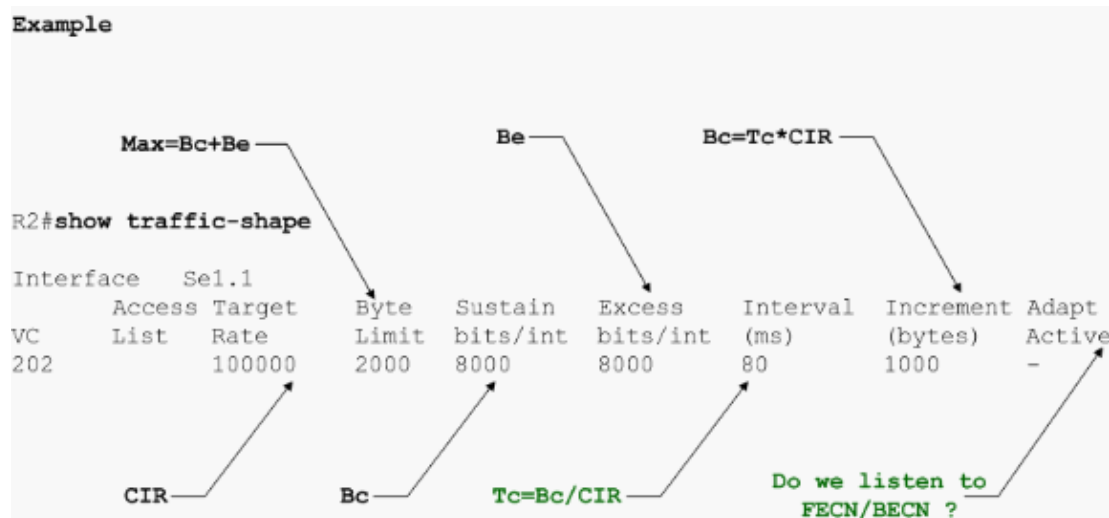 Example
Max=Bc+Be Be Bc=Tc*CIR
R2#show traffic-shape
Interface Se1.1
Access Target Byte Sustain Excess Interval Increment Adapt
VC List Rate Limit bits/int bits/int (ms) (bytes) Active
202 100000 2000 8000 8000 80 1000 -
CIR Bc Tc=Bc/CIR Do we listen to
FECN/BECN ?